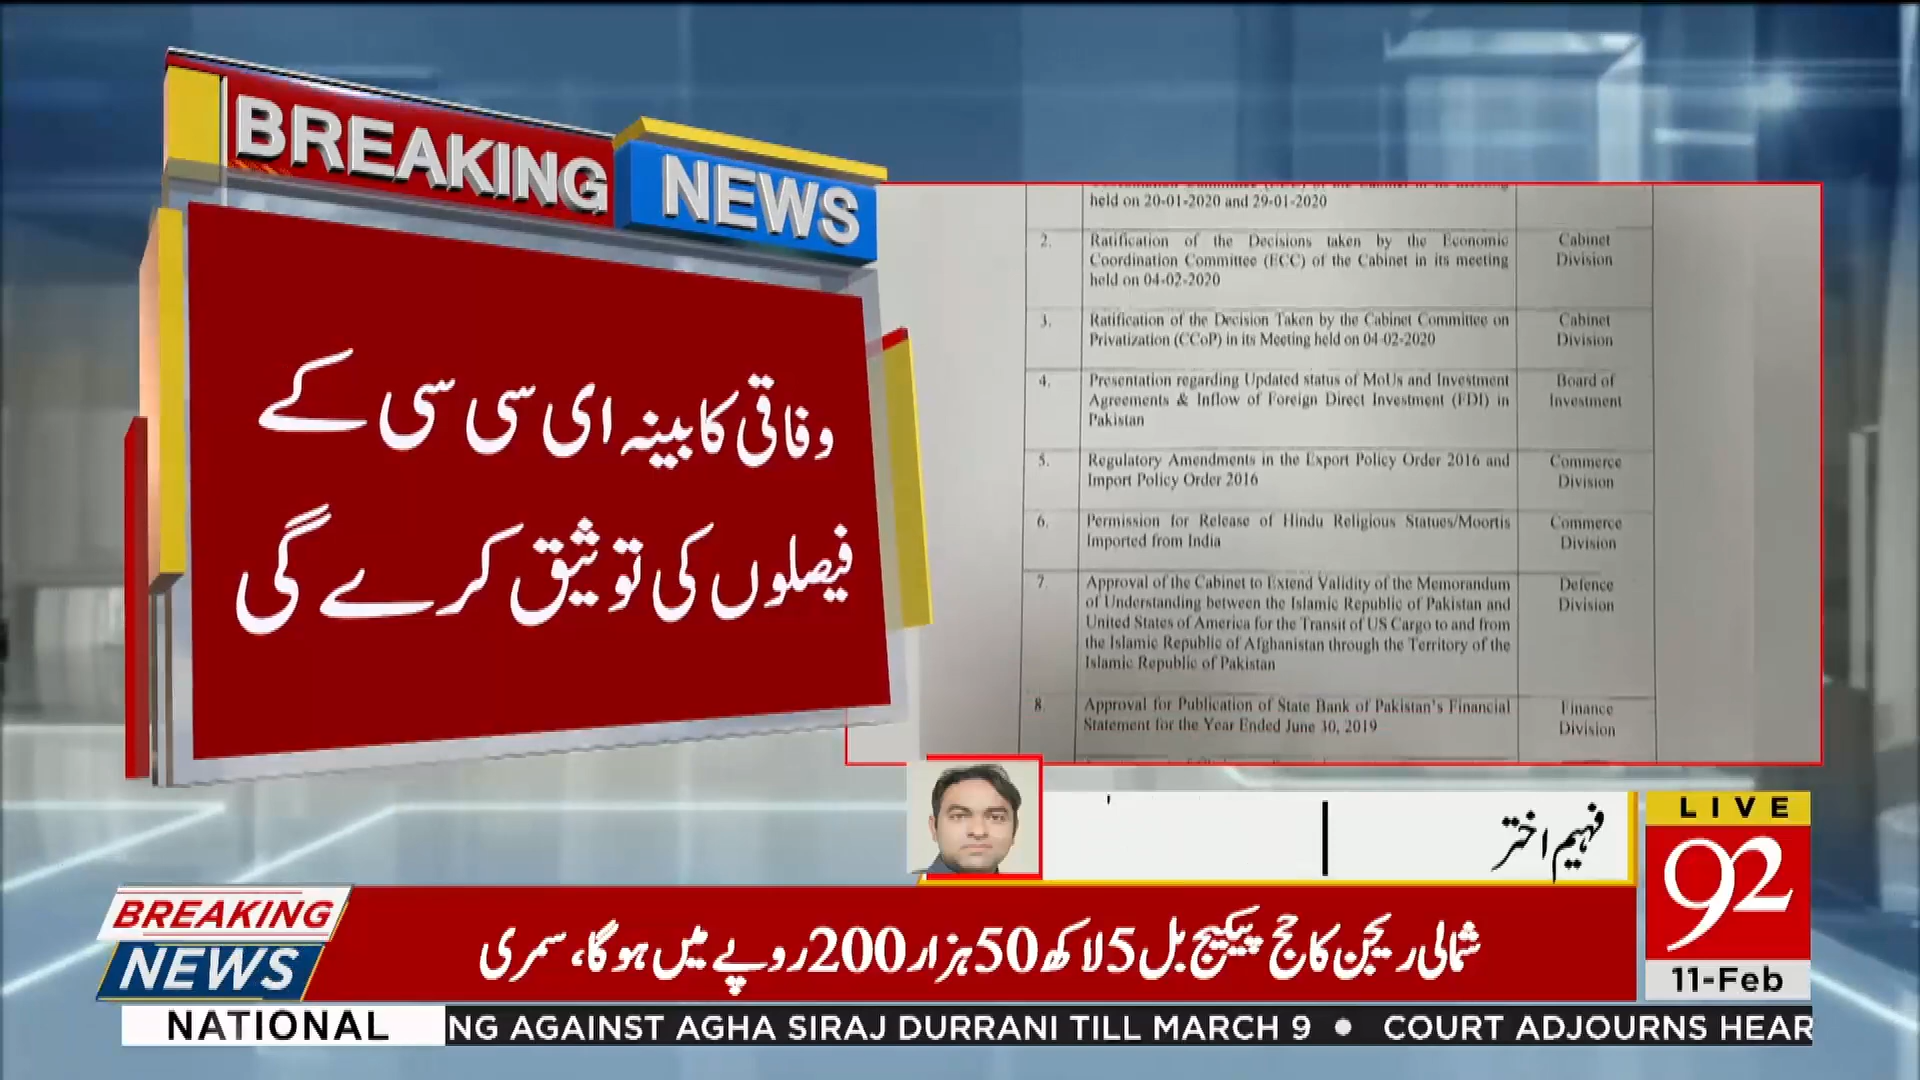 BREAKING NEWS
وفاقی کابینہ ای سی سی کے
فیصلوں کی توثیق کرے گی
held on 20-01-2020 and 29-01-2020
2. Ratification of the Decisions taken by the Economic Cabinet
Coordination Committee (ECC) of the Cabinet in its meeting Division
held on 04-02-2020
3. Ratification of the Decision Taken by the Cabinet Committee on Cabinet
Privatization (CCoP) in its Meeting held on 04-02-2020 Division
4. Presentation regarding Updated status of MoUs and Investment Board of
Agreements & Inflow of Foreign Direct Investment (FDI) in Investment
Pakistan
5. Regulatory Amendments in the Export Policy Order 2016 and Commerce
Import Policy Order 2016 Division
6. Permission for Release of Hindu Religious Statues/Moortis Commerce
Imported from India Division
7. Approval of the Cabinet to Extend Validity of the Memorandum Defence
of Understanding between the Islamic Republic of Pakistan and Division
United States of America for the Transit of US Cargo to and from
the Islamic Republic of Afghanistan through the Territory of the
Islamic Republic of Pakistan
8. Approval for Publication of State Bank of Pakistan's Financial Finance
Statement for the Year Ended June 30, 2019 Division
فہیم اختر
LIVE
92
11-Feb
BREAKING
NEWS
شمالی ریجن کا حج پیکیج بل 5 لاکھ 50 ہزار 200 روپے میں ہوگا، سمری
NATIONAL
NG AGAINST AGHA SIRAJ DURRANI TILL MARCH 9 ● COURT ADJOURNS HEAR